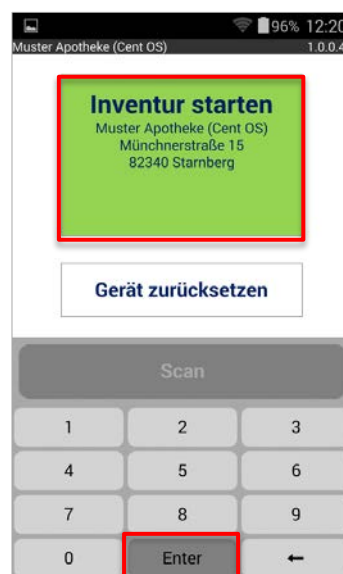 96% 12:20
Muster Apotheke (Cent OS) 1.0.0.4
Inventur starten
Muster Apotheke (Cent OS)
Münchnerstraße 15
82340 Starnberg
Gerät zurücksetzen
Scan
1 2 3
4 5 6
7 8 9
0 Enter ←